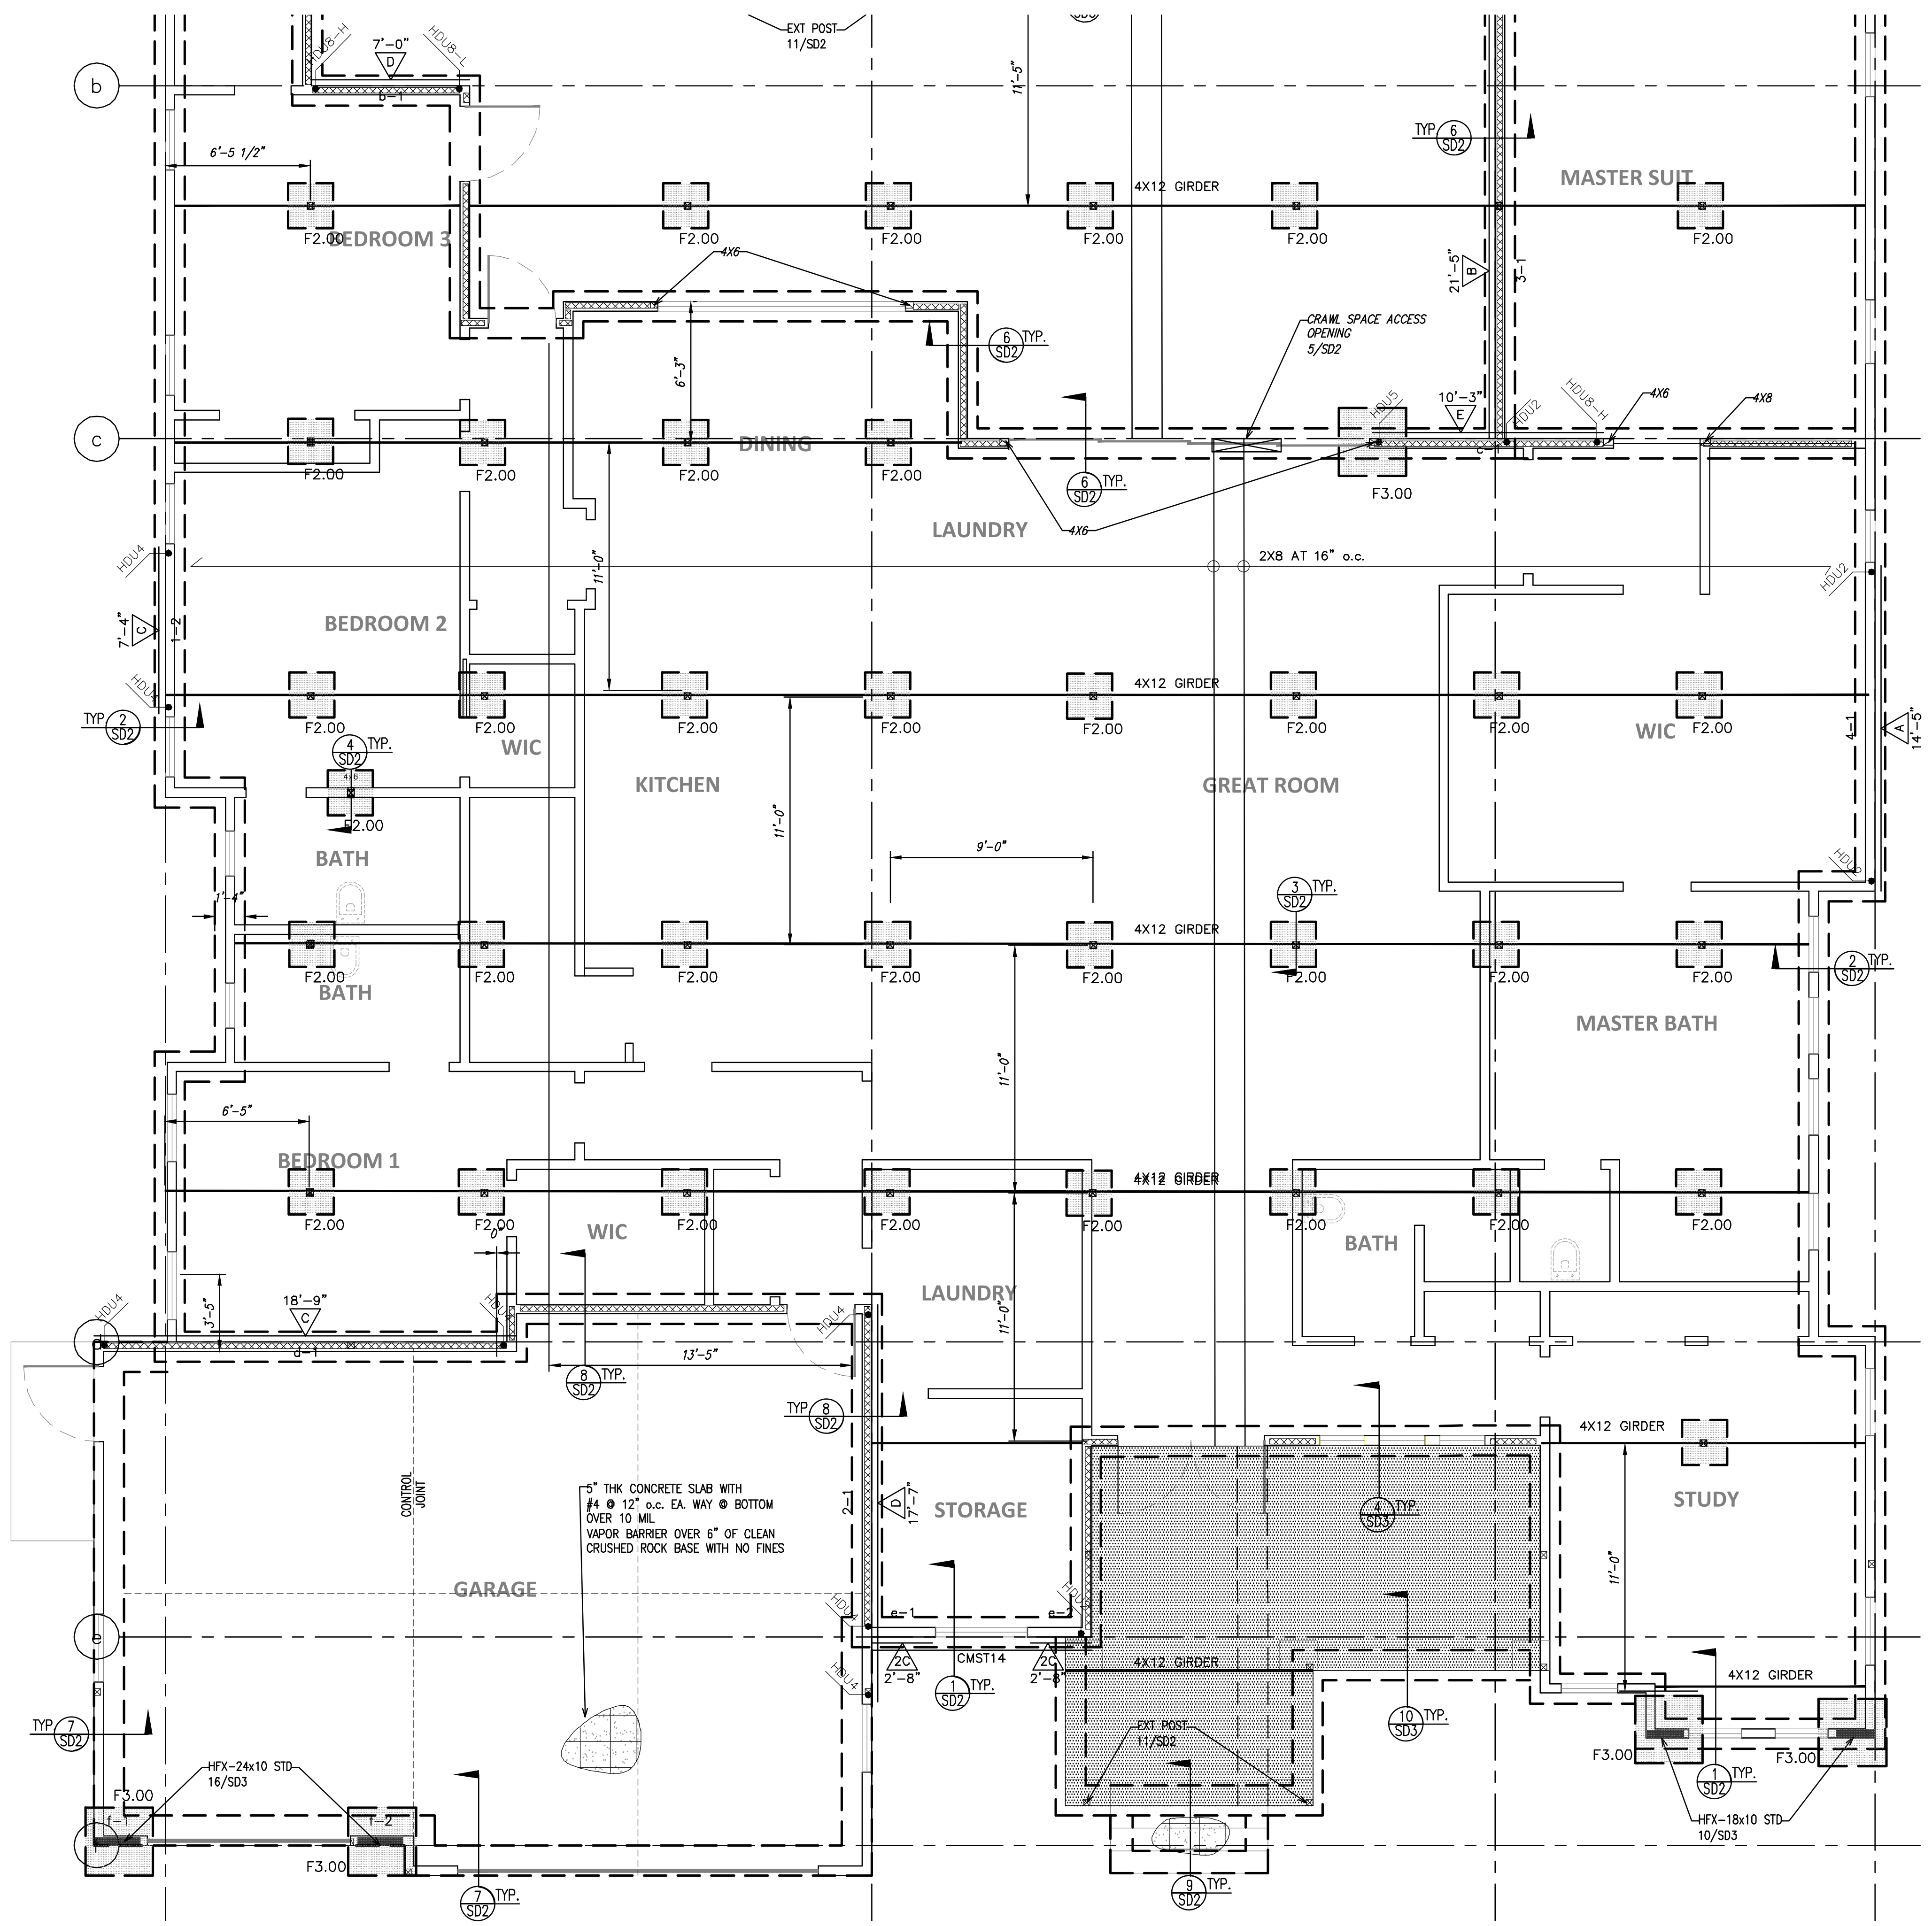 EXT POST
11/SD2
HDU8-H
7'-0"
D
HDU8-L
b
b-1
11'-5"
TYP
6
SD2
6'-5 1/2"
MASTER SUIT
4X12 GIRDER
BEDROOM 3
F2.00
F2.00
F2.00
F2.00
F2.00
F2.00
4X6
21'-5"
B
3-1
CRAWL SPACE ACCESS
OPENING
5/SD2
6
SD2
TYP.
6'-3"
HDU5
10'-3"
E
HDU2
HDU8-H
4X6
4X8
c
DINING
c-1
F2.00
F2.00
F2.00
F2.00
6
SD2
TYP.
F3.00
LAUNDRY
4X6
HDU4
11'-0"
2X8 AT 16" o.c.
HDU2
BEDROOM 2
7'-4"
C
1-2
HDU4
4X12 GIRDER
TYP
2
SD2
F2.00
F2.00
F2.00
F2.00
F2.00
F2.00
F2.00
F2.00
4-1
A
14'-5"
WIC
WIC
4
SD2
TYP.
4x6
KITCHEN
GREAT ROOM
F2.00
11'-0"
BATH
9'-0"
HDU2
1'-4"
3
SD2
TYP.
4X12 GIRDER
2
SD2
TYP.
F2.00
F2.00
F2.00
F2.00
F2.00
F2.00
F2.00
F2.00
BATH
MASTER BATH
11'-0"
6'-5"
BEDROOM 1
4X12 GIRDER
4X12 GIRDER
F2.00
F2.00
F2.00
F2.00
F2.00
F2.00
F2.00
F2.00
0"
WIC
BATH
LAUNDRY
HDU4
18'-9"
C
3'-5"
HDU4
11'-0"
d-1
13'-5"
8
SD2
TYP.
TYP
8
SD2
4X12 GIRDER
CONTROL
JOINT
5" THK CONCRETE SLAB WITH
#4 @ 12" o.c. EA. WAY @ BOTTOM
OVER 10 MIL
VAPOR BARRIER OVER 6" OF CLEAN
CRUSHED ROCK BASE WITH NO FINES
2-1
D
17'-7"
STORAGE
4
SD3
TYP.
STUDY
11'-0"
GARAGE
HDU4
e-1
e-2
e
2C
2'-8"
CMST14
2C
2'-8"
4X12 GIRDER
4X12 GIRDER
HDU4
1
SD2
TYP.
10
SD3
TYP.
TYP
7
SD2
EXT POST
11/SD2
F3.00
F3.00
1
SD2
TYP.
HFX-24x10 STD
16/SD3
F3.00
f-1
f-2
HFX-18x10 STD
10/SD3
F3.00
7
SD2
TYP.
9
SD2
TYP.